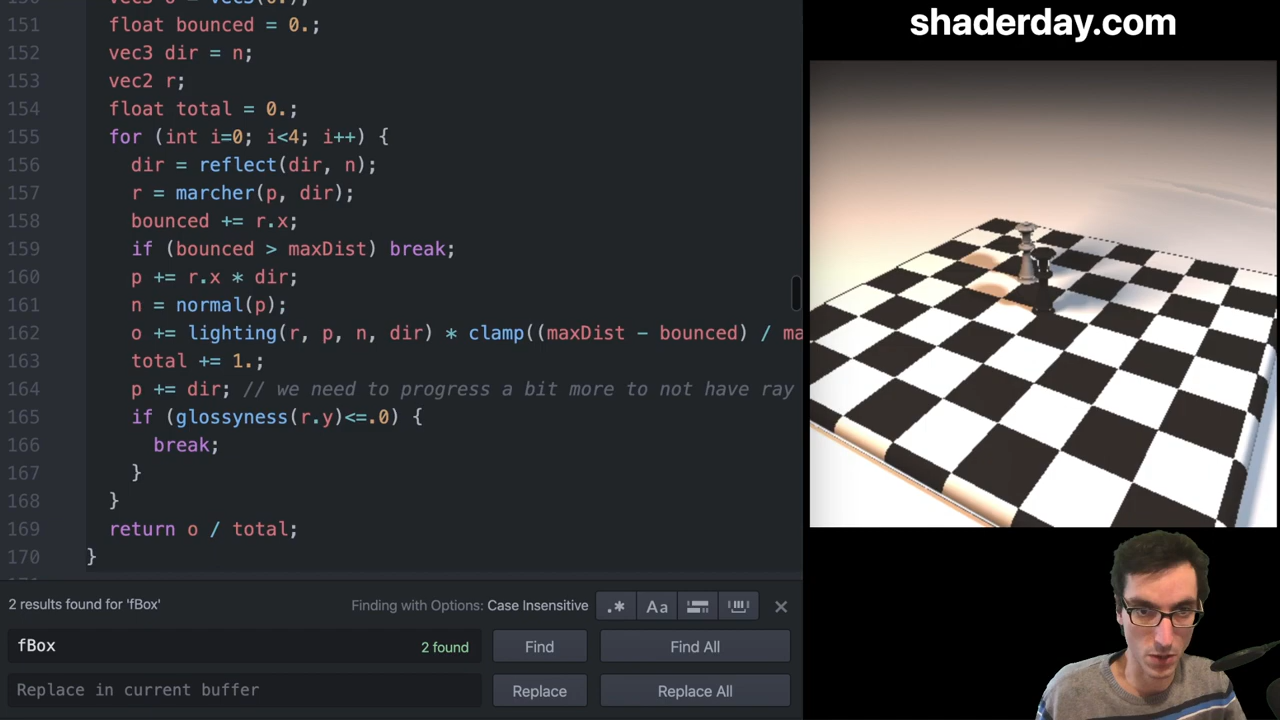 shaderday.com
151 float bounced = 0.;
152 vec3 dir = n;
153 vec2 r;
154 float total = 0.;
155 for (int i=0; i<4; i++) {
156 dir = reflect(dir, n);
157 r = marcher(p, dir);
158 bounced += r.x;
159 if (bounced > maxDist) break;
160 p += r.x * dir;
161 n = normal(p);
162 o += lighting(r, p, n, dir) * clamp((maxDist - bounced) / ma
163 total += 1.;
164 p += dir; // we need to progress a bit more to not have ray
165 if (glossyness(r.y)<=.0) {
166 break;
167 }
168 }
169 return o / total;
170 }
2 results found for 'fBox'
Finding with Options: Case Insensitive
.* Aa
fBox
2 found
Find
Find All
Replace in current buffer
Replace
Replace All